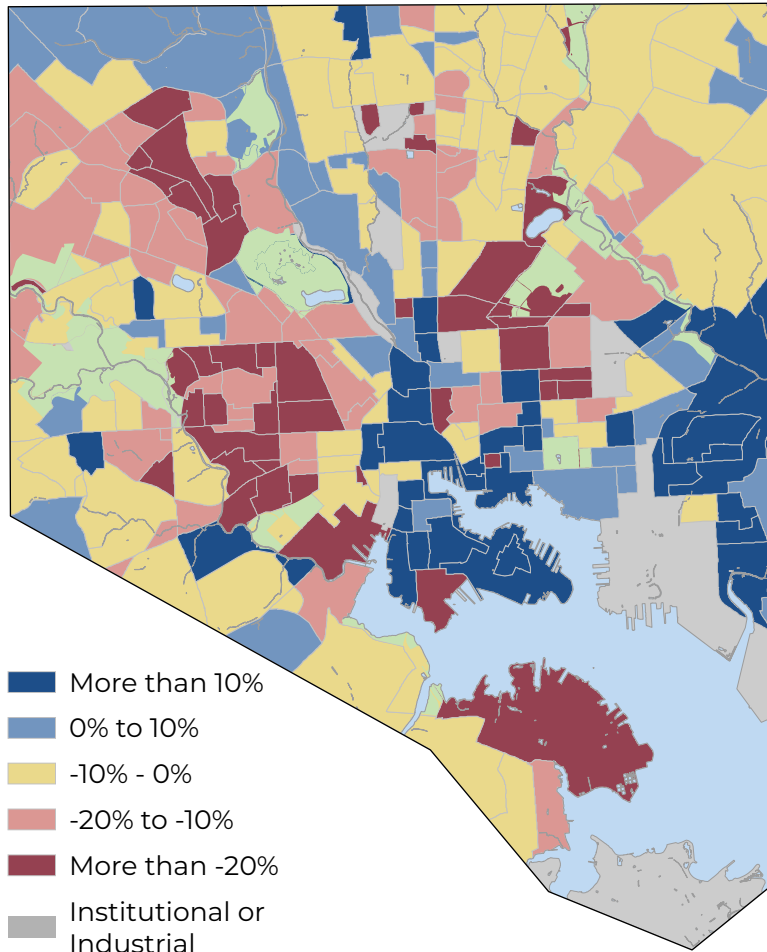 More than 10%
0% to 10%
-10% - 0%
-20% to -10%
More than -20%
Institutional or
Industrial